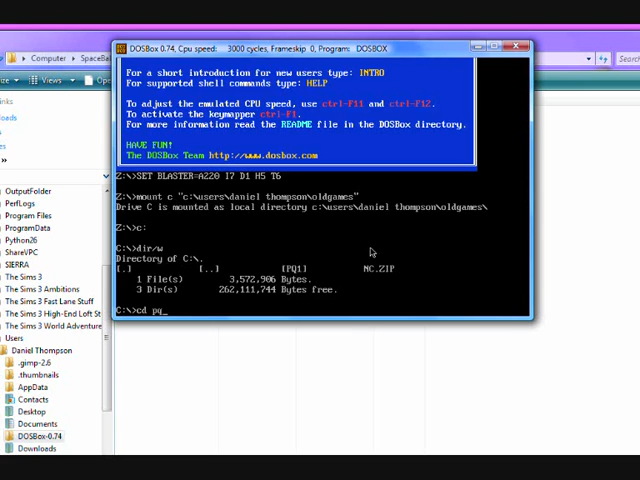 DOSBox 0.74, Cpu speed: 3000 cycles, Frameskip 0, Program: DOSBOX
Computer
SpaceBa
Views
Ope
For a short introduction for new users type: INTRO
For supported shell commands type: HELP
To adjust the emulated CPU speed, use ctrl-F11 and ctrl-F12.
To activate the keymapper ctrl-F1.
For more information read the README file in the DOSBox directory.
HAVE FUN!
The DOSBox Team http://www.dosbox.com
Z:\>SET BLASTER=A220 I7 D1 H5 T6
Z:\>mount c "c:\users\daniel thompson\oldgames"
Drive C is mounted as local directory c:\users\daniel thompson\oldgames\
Z:\>c:
C:\>dir/w
Directory of C:\.
[.] [..] [PQ1] NC.ZIP
1 File(s) 3,572,906 Bytes.
3 Dir(s) 262,111,744 Bytes free.
C:\>cd pq_
inks
»
OutputFolder
PerfLogs
Program Files
ProgramData
Python26
ShareVPC
SIERRA
The Sims 3
The Sims 3 Ambitions
The Sims 3 Fast Lane Stuff
The Sims 3 High-End Loft St
The Sims 3
Users
Daniel Thompson
.gimp-2.6
.thumbnails
AppData
Contacts
Desktop
Documents
DOSBox-0.74
Downloads